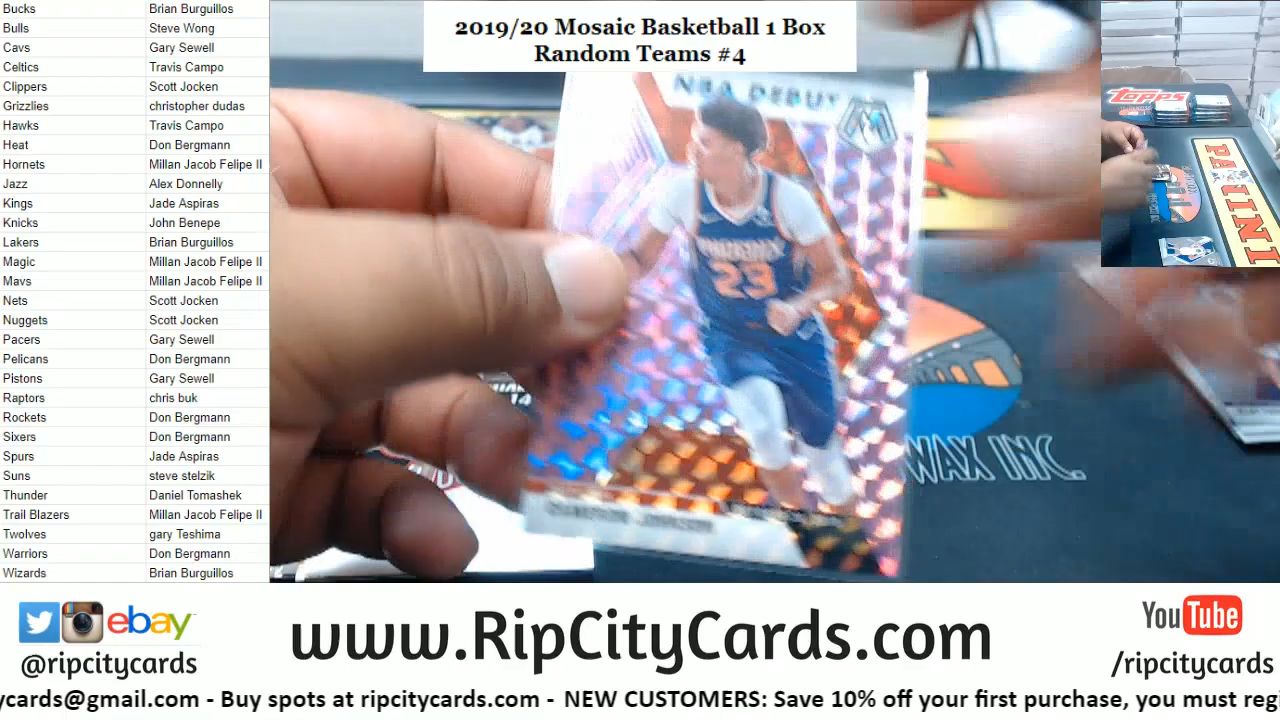 Bucks Brian Burguillos
Bulls Steve Wong
Cavs Gary Sewell
Celtics Travis Campo
Clippers Scott Jocken
Grizzlies christopher dudas
Hawks Travis Campo
Heat Don Bergmann
Hornets Millan Jacob Felipe II
Jazz Alex Donnelly
Kings Jade Aspiras
Knicks John Benepe
Lakers Brian Burguillos
Magic Millan Jacob Felipe II
Mavs Millan Jacob Felipe II
Nets Scott Jocken
Nuggets Scott Jocken
Pacers Gary Sewell
Pelicans Don Bergmann
Pistons Gary Sewell
Raptors chris buk
Rockets Don Bergmann
Sixers Don Bergmann
Spurs Jade Aspiras
Suns steve stelzik
Thunder Daniel Tomashek
Trail Blazers Millan Jacob Felipe II
Twolves gary Teshima
Warriors Don Bergmann
Wizards Brian Burguillos
2019/20 Mosaic Basketball 1 Box
Random Teams #4
NBA DEBUT
PHOENIX
23
CAMERON JOHNSON
WAX INC.
Topps
PANINI
ebay
@ripcitycards
www.RipCityCards.com
YouTube
/ripcitycards
ycards@gmail.com - Buy spots at ripcitycards.com - NEW CUSTOMERS: Save 10% off your first purchase, you must regi